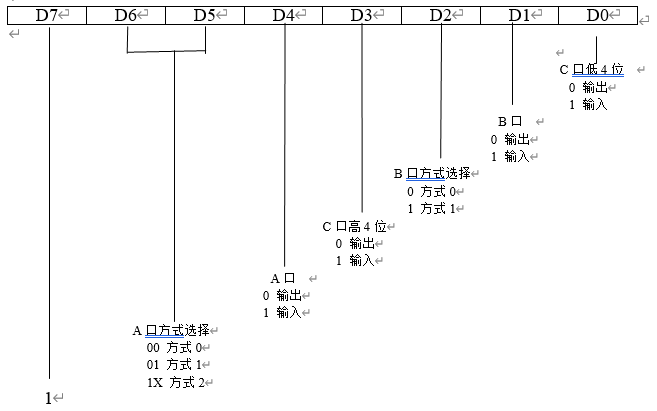 D7 D6 D5 D4 D3 D2 D1 D0
C 口低 4 位
0 输出
1 输入
B 口
0 输出
1 输入
B 口方式选择
0 方式 0
1 方式 1
C 口高 4 位
0 输出
1 输入
A 口
0 输出
1 输入
A 口方式选择
00 方式 0
01 方式 1
1X 方式 2
1